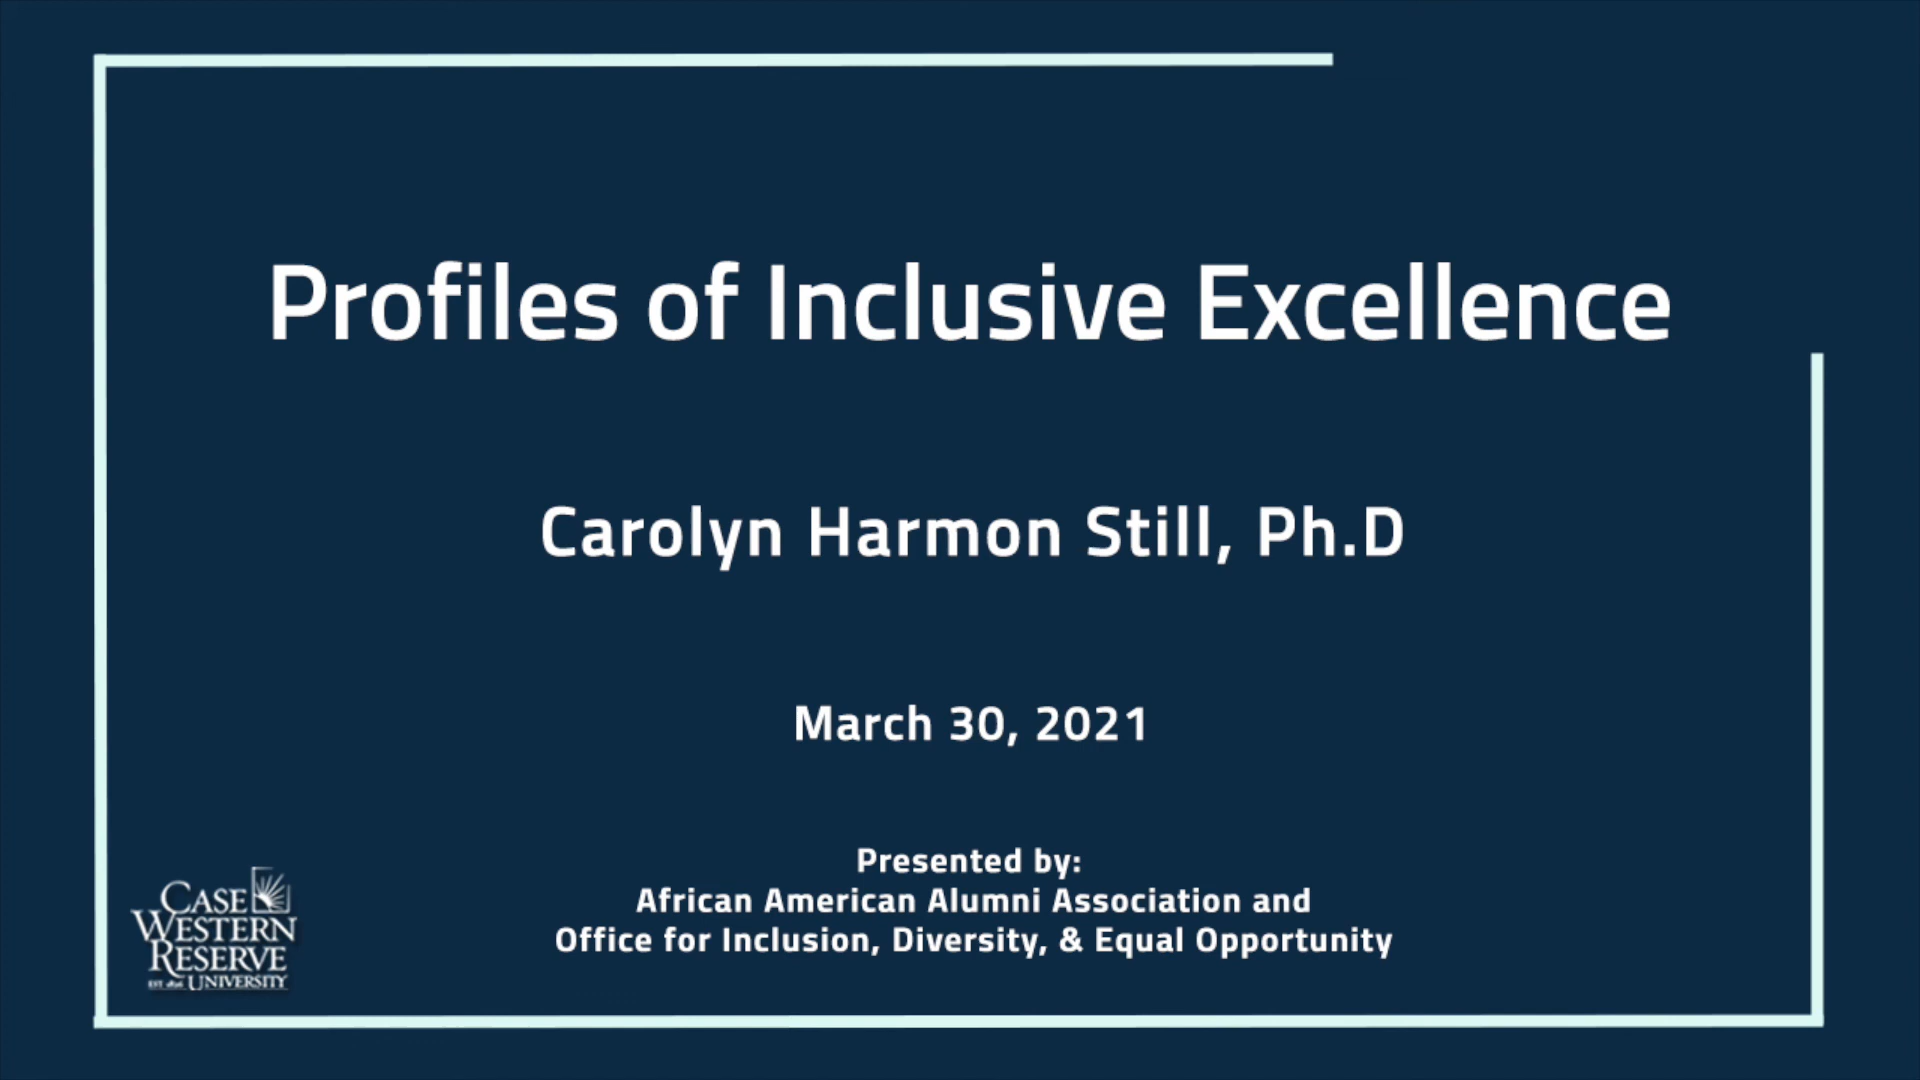 Profiles of Inclusive Excellence
Carolyn Harmon Still, Ph.D
March 30, 2021
Presented by:
African American Alumni Association and
Office for Inclusion, Diversity, & Equal Opportunity
CASE
WESTERN
RESERVE
UNIVERSITY